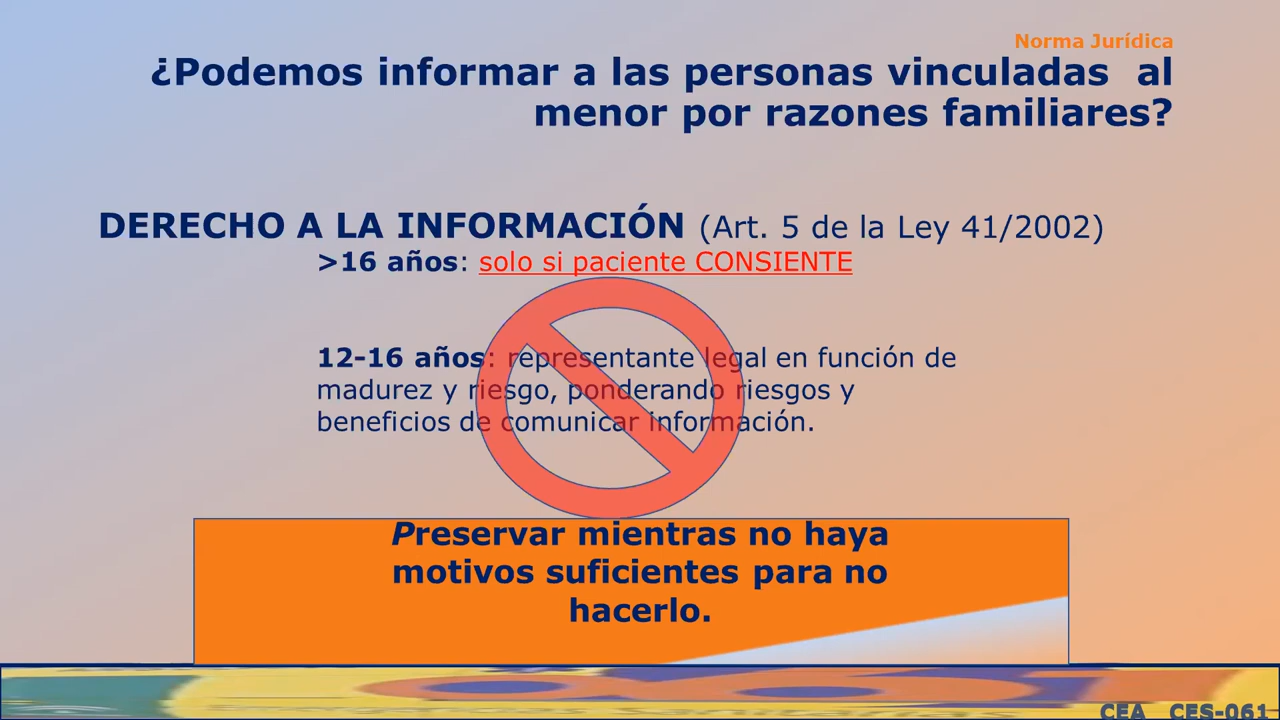 Norma Jurídica
¿Podemos informar a las personas vinculadas al
menor por razones familiares?
DERECHO A LA INFORMACIÓN (Art. 5 de la Ley 41/2002)
>16 años: solo si paciente CONSIENTE
12-16 años: representante legal en función de
madurez y riesgo, ponderando riesgos y
beneficios de comunicar información.
Preservar mientras no haya
motivos suficientes para no
hacerlo.
CEA CES-061